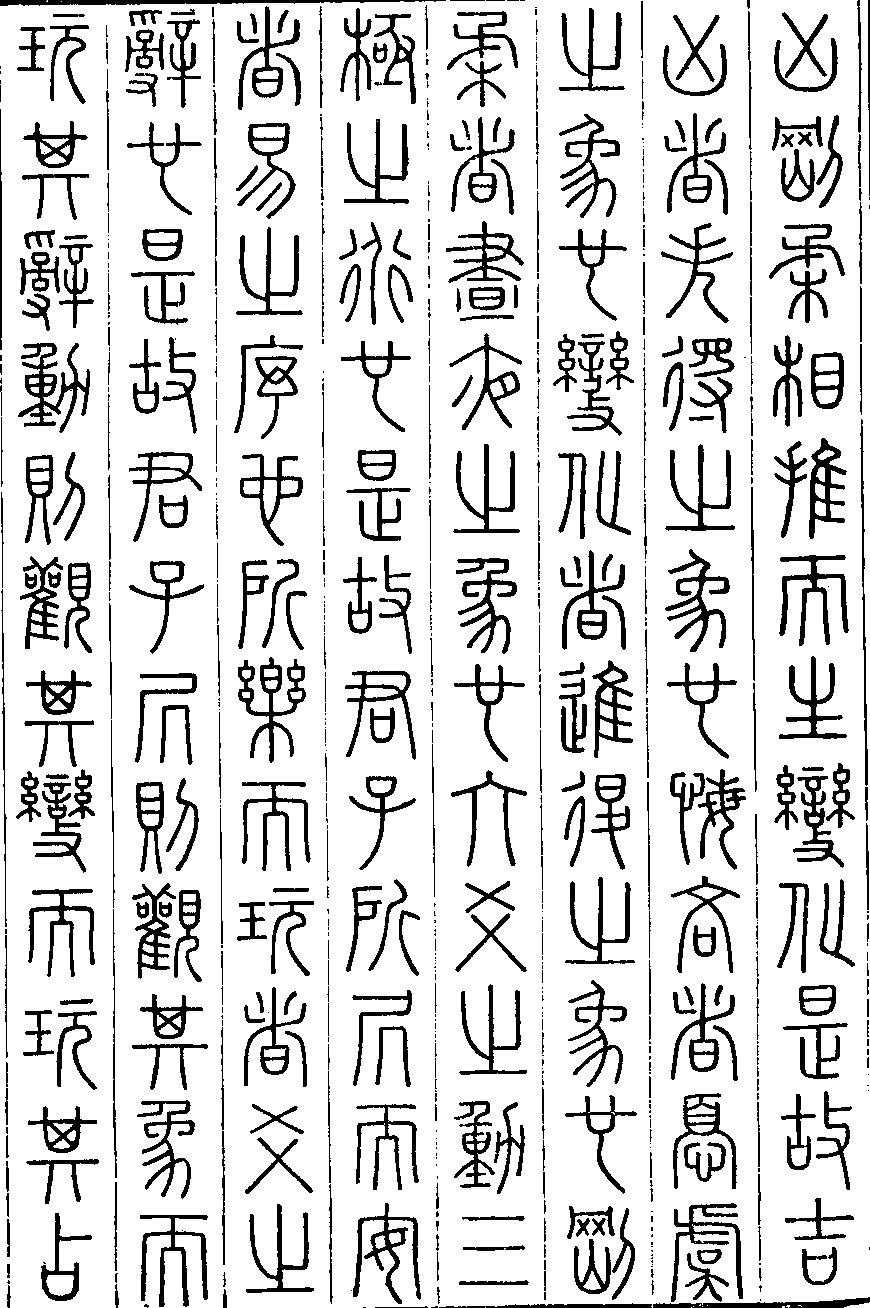 凶剛柔相推而生變化是故吉
凶者失得之象也悔吝者憂虞
之象也變化者進退之象也剛
柔者晝夜之象也六爻之動三
極之道也是故君子所居而安
者易之序也所樂而玩者爻之
辭也是故君子居則觀其象而
玩其辭動則觀其變而玩其占